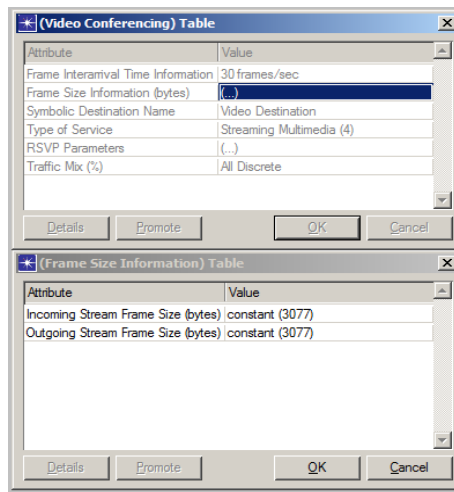 (Video Conferencing) Table
Attribute Value
Frame Interarrival Time Information 30 frames/sec
Frame Size Information (bytes) (...)
Symbolic Destination Name Video Destination
Type of Service Streaming Multimedia (4)
RSVP Parameters (...)
Traffic Mix (%) All Discrete
Details Promote OK Cancel
(Frame Size Information) Table
Attribute Value
Incoming Stream Frame Size (bytes) constant (3077)
Outgoing Stream Frame Size (bytes) constant (3077)
Details Promote OK Cancel